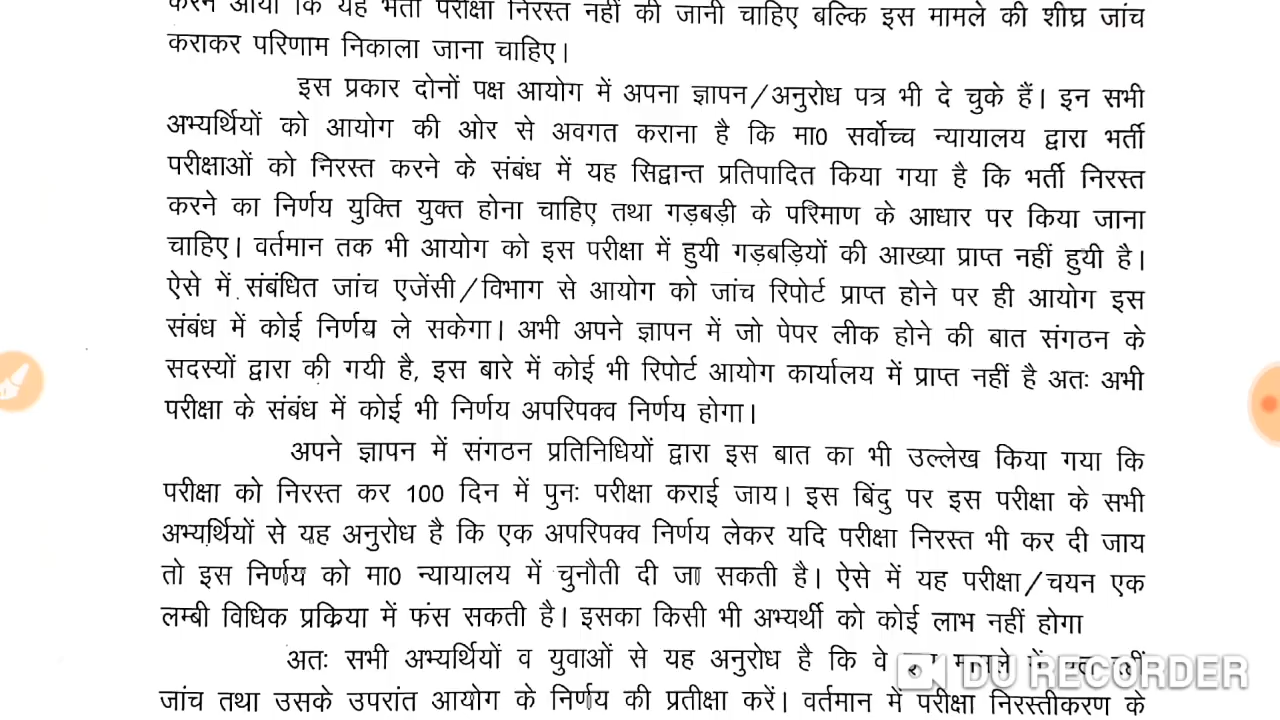 करने आया कि यह भर्ती परीक्षा निरस्त नहीं की जानी चाहिए बल्कि इस मामले की शीघ्र जांच
कराकर परिणाम निकाला जाना चाहिए।
इस प्रकार दोनों पक्ष आयोग में अपना ज्ञापन/अनुरोध पत्र भी दे चुके हैं। इन सभी
अभ्यर्थियों को आयोग की ओर से अवगत कराना है कि मा0 सर्वोच्च न्यायालय द्वारा भर्ती
परीक्षाओं को निरस्त करने के संबंध में यह सिद्वान्त प्रतिपादित किया गया है कि भर्ती निरस्त
करने का निर्णय युक्ति युक्त होना चाहिए तथा गड़बड़ी के परिमाण के आधार पर किया जाना
चाहिए। वर्तमान तक भी आयोग को इस परीक्षा में हुयी गड़बड़ियों की आख्या प्राप्त नहीं हुयी है।
ऐसे में संबंधित जांच एजेंसी/विभाग से आयोग को जांच रिपोर्ट प्राप्त होने पर ही आयोग इस
संबंध में कोई निर्णय ले सकेगा। अभी अपने ज्ञापन में जो पेपर लीक होने की बात संगठन के
सदस्यों द्वारा की गयी है, इस बारे में कोई भी रिपोर्ट आयोग कार्यालय में प्राप्त नहीं है अतः अभी
परीक्षा के संबंध में कोई भी निर्णय अपरिपक्व निर्णय होगा।
अपने ज्ञापन में संगठन प्रतिनिधियों द्वारा इस बात का भी उल्लेख किया गया कि
परीक्षा को निरस्त कर 100 दिन में पुनः परीक्षा कराई जाय। इस बिंदु पर इस परीक्षा के सभी
अभ्यर्थियों से यह अनुरोध है कि एक अपरिपक्व निर्णय लेकर यदि परीक्षा निरस्त भी कर दी जाय
तो इस निर्णय को मा0 न्यायालय में चुनौती दी जा सकती है। ऐसे में यह परीक्षा/चयन एक
लम्बी विधिक प्रक्रिया में फंस सकती है। इसका किसी भी अभ्यर्थी को कोई लाभ नहीं होगा
अतः सभी अभ्यर्थियों व युवाओं से यह अनुरोध है कि वे मामले में
DU RECORDER
जांच तथा उसके उपरांत आयोग के निर्णय की प्रतीक्षा करें। वर्तमान में परीक्षा निरस्तीकरण के